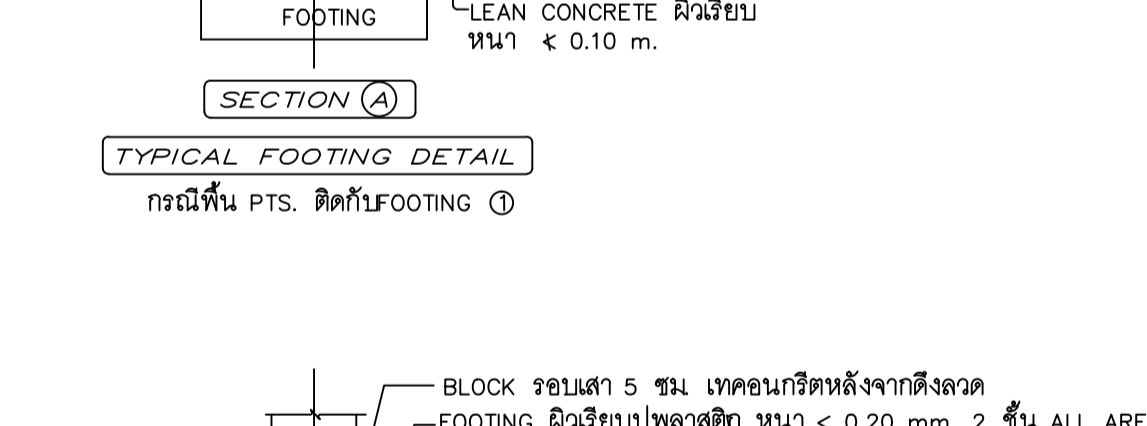 FOOTING
LEAN CONCRETE ผิวเรียบ
หนา ≮ 0.10 m.
SECTION A
TYPICAL FOOTING DETAIL
กรณีพื้น PTS. ติดกับFOOTING 1
BLOCK รอบเสา 5 ซม. เทคอนกรีตหลังจากดึงลวด
FOOTING ผิวเรียบปูพลาสติก หนา < 0.20 mm. 2 ชั้น ALL ARE